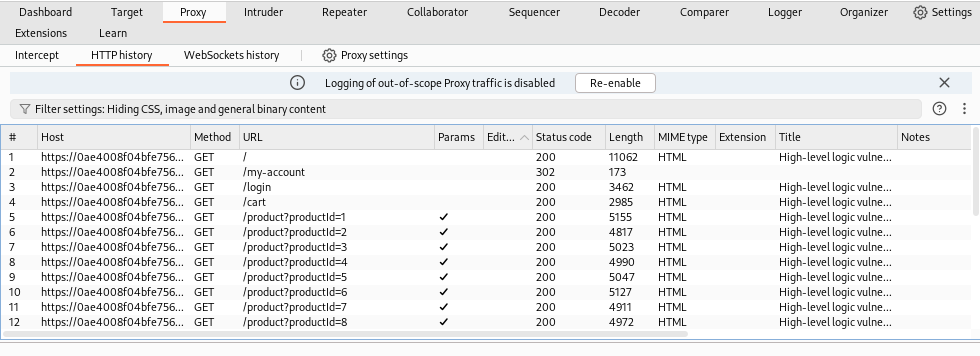 Dashboard Target Proxy Intruder Repeater Collaborator Sequencer Decoder Comparer Logger Organizer Settings
Extensions Learn
Intercept HTTP history WebSockets history Proxy settings
Logging of out-of-scope Proxy traffic is disabled Re-enable
Filter settings: Hiding CSS, image and general binary content
# Host Method URL Params Edit... Status code Length MIME type Extension Title Notes
1 https://0ae4008f04bfe756... GET / 200 11062 HTML High-level logic vulne...
2 https://0ae4008f04bfe756... GET /my-account 302 173
3 https://0ae4008f04bfe756... GET /login 200 3462 HTML High-level logic vulne...
4 https://0ae4008f04bfe756... GET /cart 200 2985 HTML High-level logic vulne...
5 https://0ae4008f04bfe756... GET /product?productId=1 ✓ 200 5155 HTML High-level logic vulne...
6 https://0ae4008f04bfe756... GET /product?productId=2 ✓ 200 4817 HTML High-level logic vulne...
7 https://0ae4008f04bfe756... GET /product?productId=3 ✓ 200 5023 HTML High-level logic vulne...
8 https://0ae4008f04bfe756... GET /product?productId=4 ✓ 200 4990 HTML High-level logic vulne...
9 https://0ae4008f04bfe756... GET /product?productId=5 ✓ 200 5047 HTML High-level logic vulne...
10 https://0ae4008f04bfe756... GET /product?productId=6 ✓ 200 5127 HTML High-level logic vulne...
11 https://0ae4008f04bfe756... GET /product?productId=7 ✓ 200 4911 HTML High-level logic vulne...
12 https://0ae4008f04bfe756... GET /product?productId=8 ✓ 200 4972 HTML High-level logic vulne...